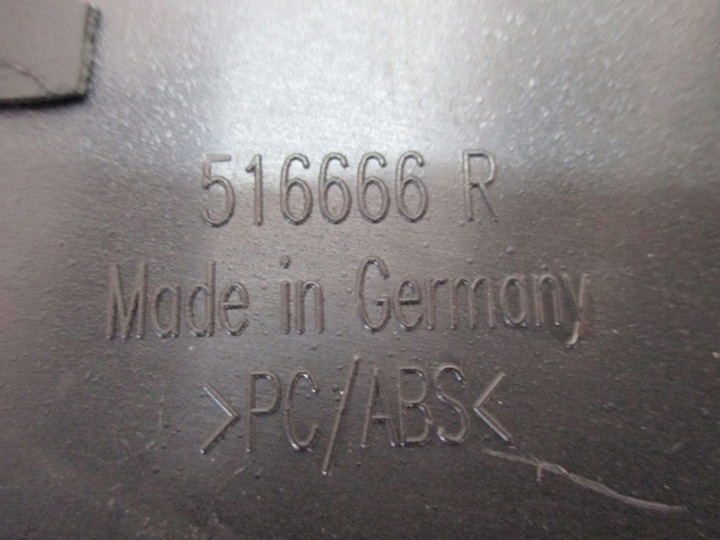 516666 R
Made in Germany
>PC/ABS<